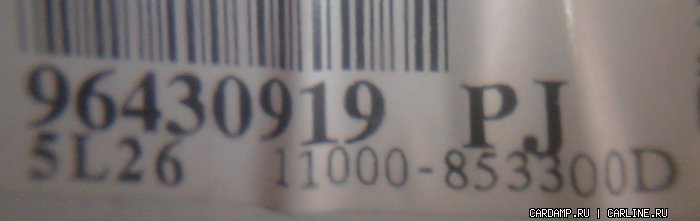 96430919 PJ
5L26 11000-853300D
CARDAMP.RU | CARLINE.RU